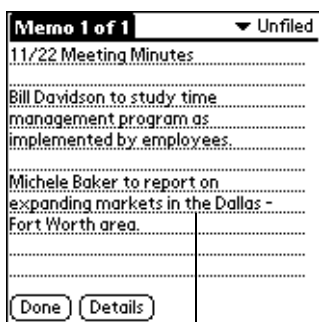 Memo 1 of 1
Unfiled
11/22 Meeting Minutes
Bill Davidson to study time
management program as
implemented by employees.
Michele Baker to report on
expanding markets in the Dallas -
Fort Worth area.
Done Details